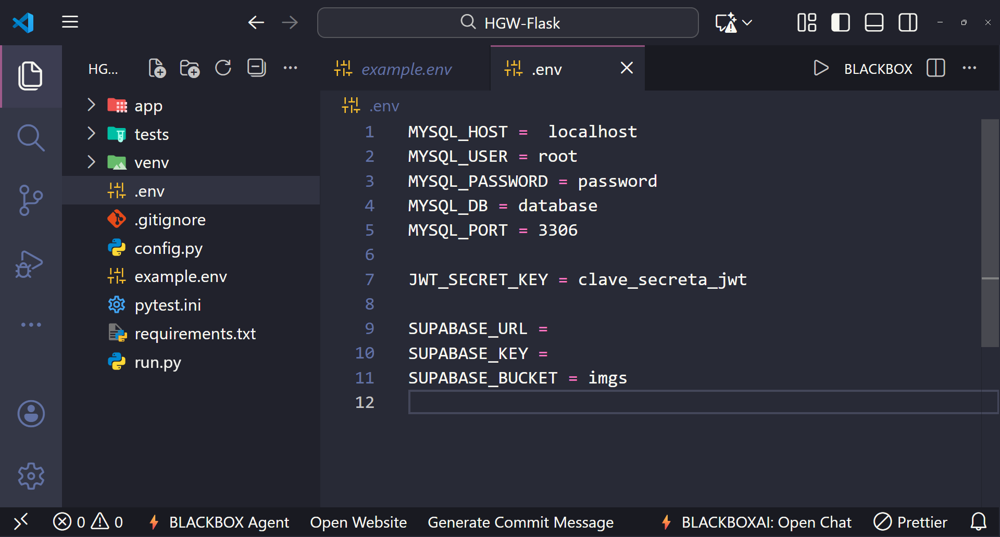 HGW-Flask
HG...
example.env
.env
BLACKBOX
app
tests
venv
.env
.gitignore
config.py
example.env
pytest.ini
requirements.txt
run.py
.env
1 MYSQL_HOST =  localhost
2 MYSQL_USER = root
3 MYSQL_PASSWORD = password
4 MYSQL_DB = database
5 MYSQL_PORT = 3306
6
7 JWT_SECRET_KEY = clave_secreta_jwt
8
9 SUPABASE_URL =
10 SUPABASE_KEY =
11 SUPABASE_BUCKET = imgs
12
0 0 BLACKBOX Agent Open Website Generate Commit Message BLACKBOXAI: Open Chat Prettier